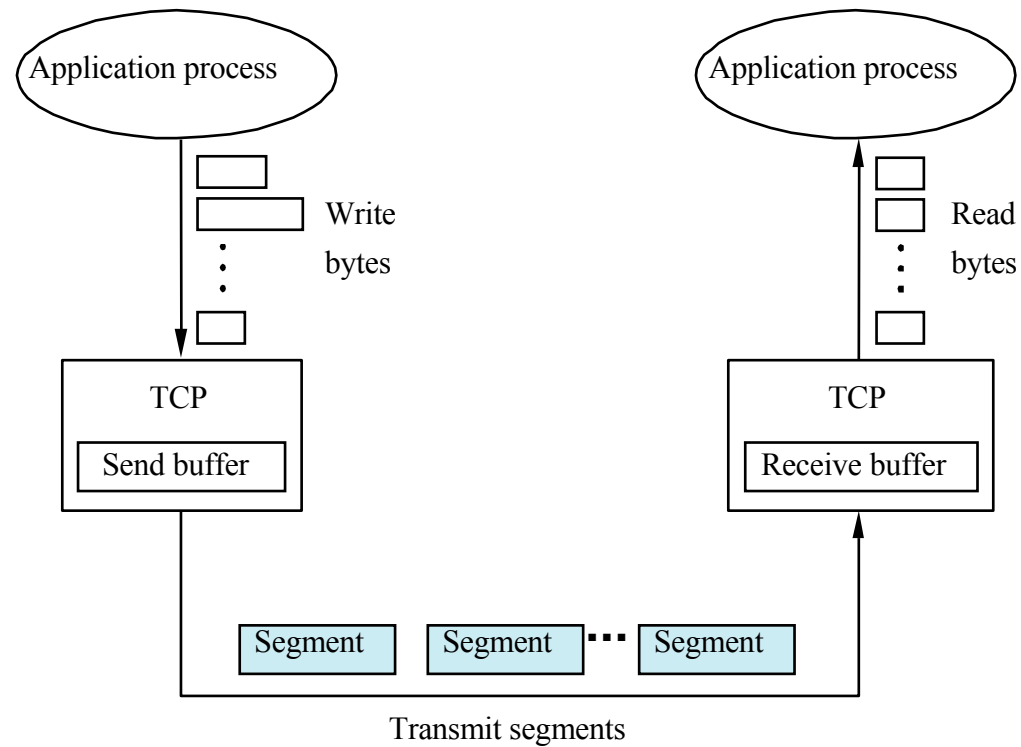 Application process
Application process
Write
bytes
Read
bytes
TCP
Send buffer
TCP
Receive buffer
Segment
Segment
Segment
Transmit segments